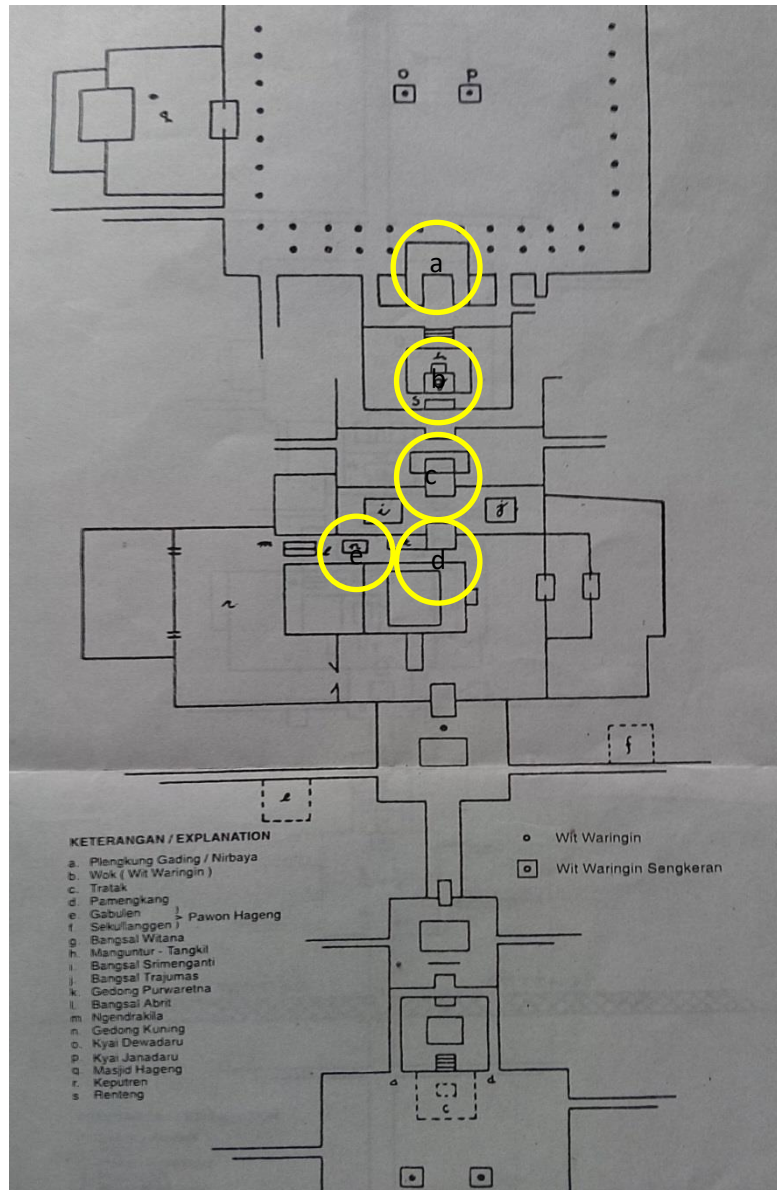 o p
q
a
h
b
s
c
i j
m l n k
e d
r
f
e
KETERANGAN / EXPLANATION
a. Plengkung Gading / Nirbaya
b. Wok ( Wit Waringin )
c. Tratak
d. Pamengkang
e. Gabulen
f. Sekullanggen
Pawon Hageng
g. Bangsal Witana
h. Manguntur - Tangkil
i. Bangsal Srimenganti
j. Bangsal Trajumas
k. Gedong Purwaretna
l. Bangsal Abrit
m Ngendrakila
n. Gedong Kuning
o. Kyai Dewadaru
p. Kyai Janadaru
q. Masjid Hageng
r. Keputren
s Renteng
Wit Waringin
Wit Waringin Sengkeran
d
c